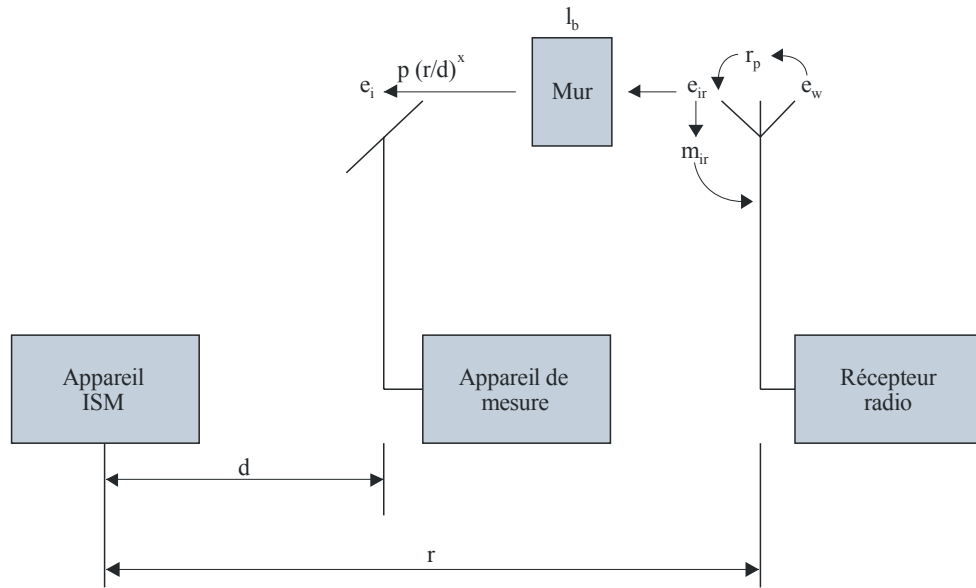 l_b
p (r/d)^x
e_i
Mur
e_ir
r_p
e_w
m_ir
Appareil
ISM
Appareil de
mesure
Récepteur
radio
d
r